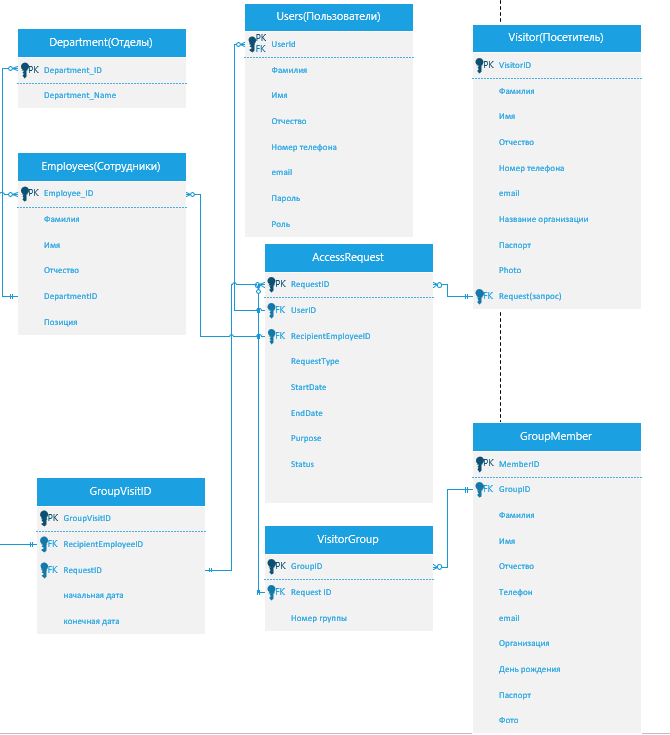 Department(Отделы)
PK Department_ID
Department_Name
Employees(Сотрудники)
PK Employee_ID
Фамилия
Имя
Отчество
DepartmentID
Позиция
Users(Пользователи)
PK
FK UserId
Фамилия
Имя
Отчество
Номер телефона
email
Пароль
Роль
Visitor(Посетитель)
PK VisitorID
Фамилия
Имя
Отчество
Номер телефона
email
Название организации
Паспорт
Photo
FK Request(запрос)
AccessRequest
PK RequestID
FK UserID
FK RecipientEmployeeID
RequestType
StartDate
EndDate
Purpose
Status
GroupVisitID
PK GroupVisitID
FK RecipientEmployeeID
FK RequestID
начальная дата
конечная дата
VisitorGroup
PK GroupID
FK Request ID
Номер группы
GroupMember
PK MemberID
FK GroupID
Фамилия
Имя
Отчество
Телефон
email
Организация
День рождения
Паспорт
Фото